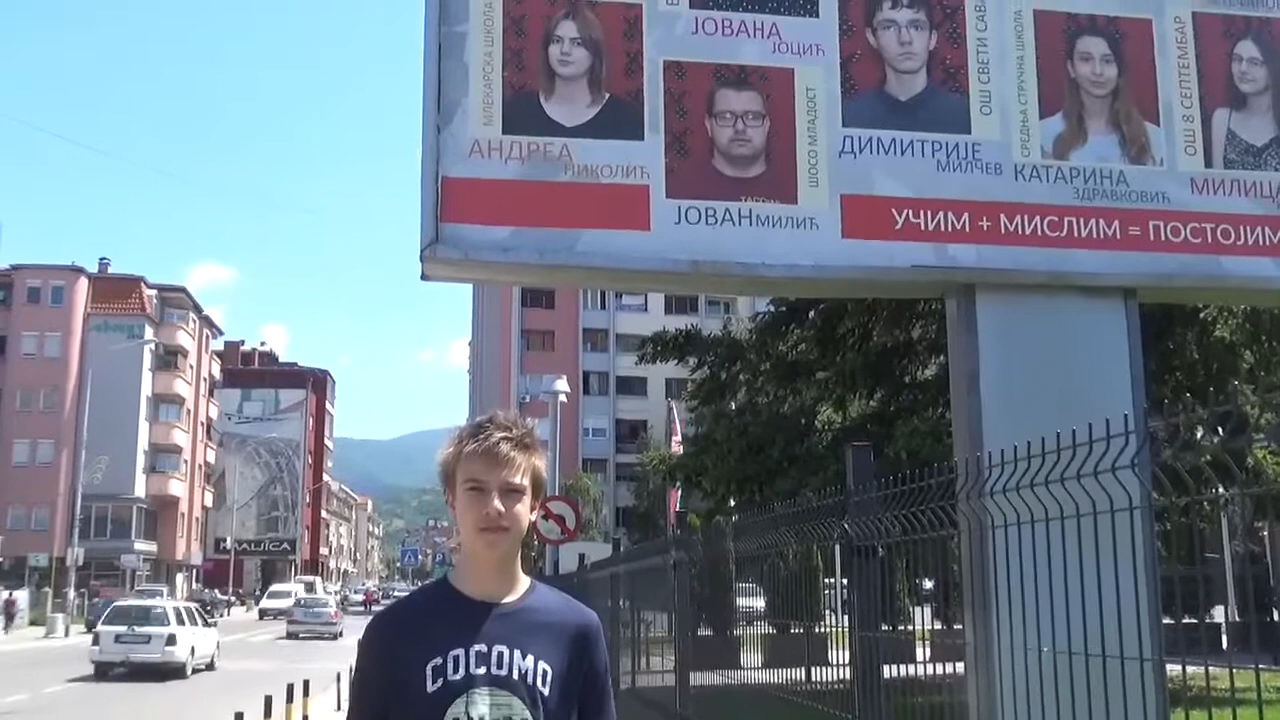 МЛЕКАРСКА ШКОЛА
АНДРЕА
НИКОЛИЋ
ЈОВАНА
ЈОЦИЋ
ШОСО МЛАДОСТ
ЈОВАН МИЛИЋ
ДИМИТРИЈЕ
МИЛЧЕВ
ОШ СВЕТИ САВА
СРЕДЊА СТРУЧНА ШКОЛА
КАТАРИНА
ЗДРАВКОВИЋ
ОШ 8 СЕПТЕМБАР
МИЛИЦА
УЧИМ + МИСЛИМ = ПОСТОЈИМ
KRALJICA
COCOMO
P